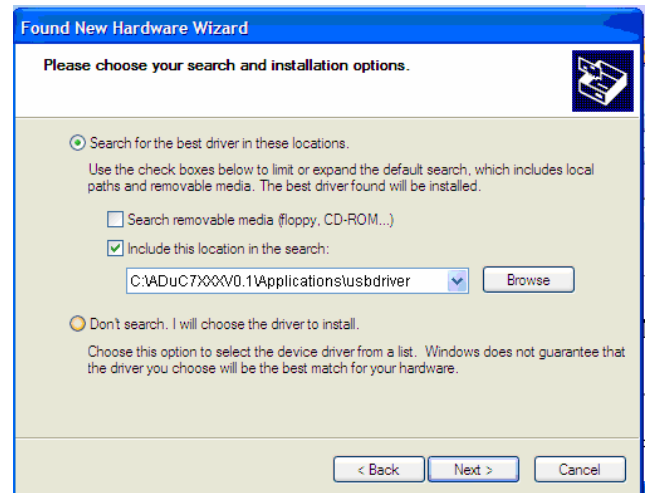 Found New Hardware Wizard
Please choose your search and installation options.
Search for the best driver in these locations.
Use the check boxes below to limit or expand the default search, which includes local
paths and removable media. The best driver found will be installed.
Search removable media (floppy, CD-ROM...)
Include this location in the search:
C:\ADuC7XXXV0.1\Applications\usbdriver
Browse
Don't search. I will choose the driver to install.
Choose this option to select the device driver from a list. Windows does not guarantee that
the driver you choose will be the best match for your hardware.
< Back
Next >
Cancel